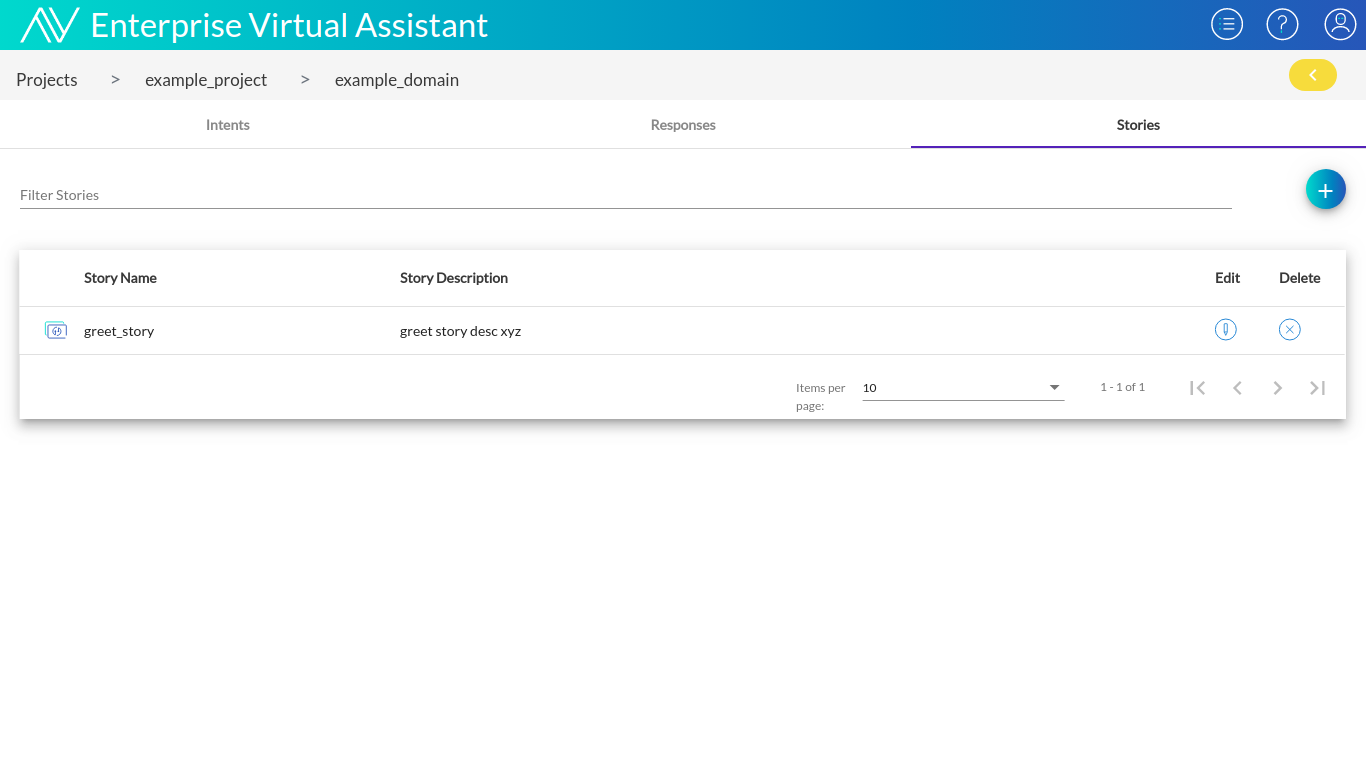 Enterprise Virtual Assistant
Projects > example_project > example_domain
Intents Responses Stories
Filter Stories
+
Story Name Story Description Edit Delete
greet_story greet story desc xyz
Items per page: 10 1 - 1 of 1